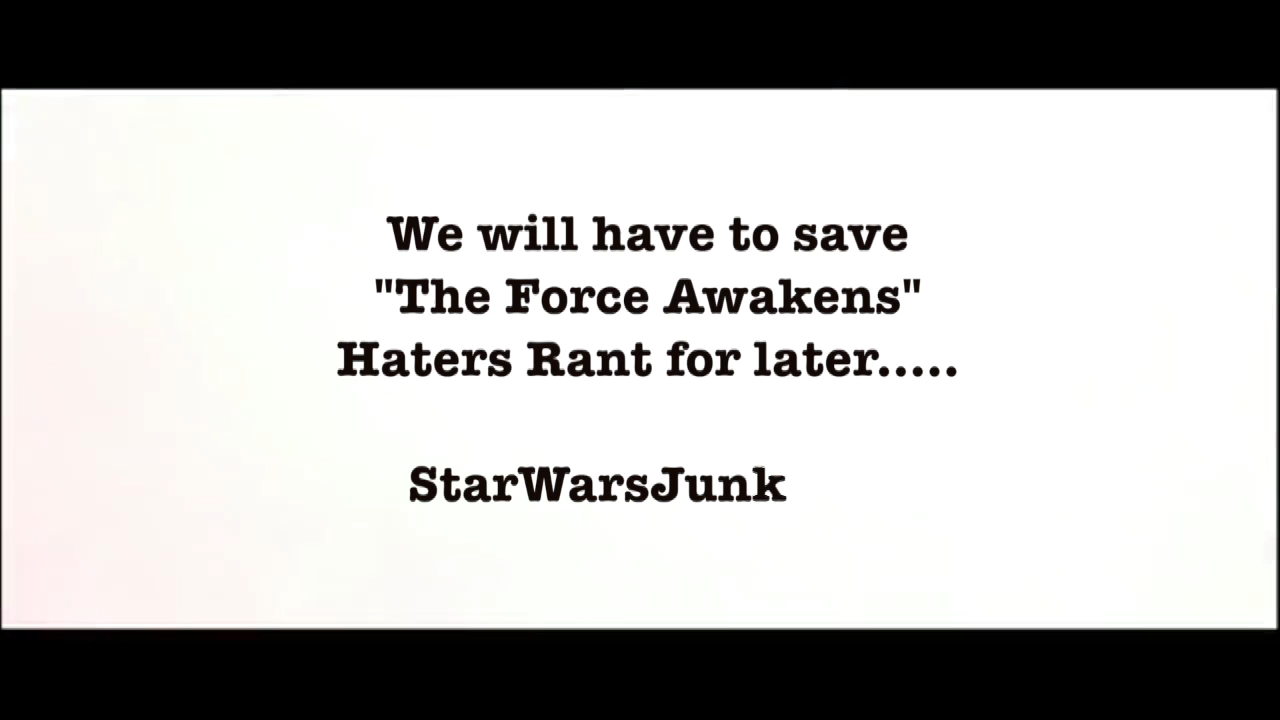 We will have to save
"The Force Awakens"
Haters Rant for later.....
StarWarsJunk